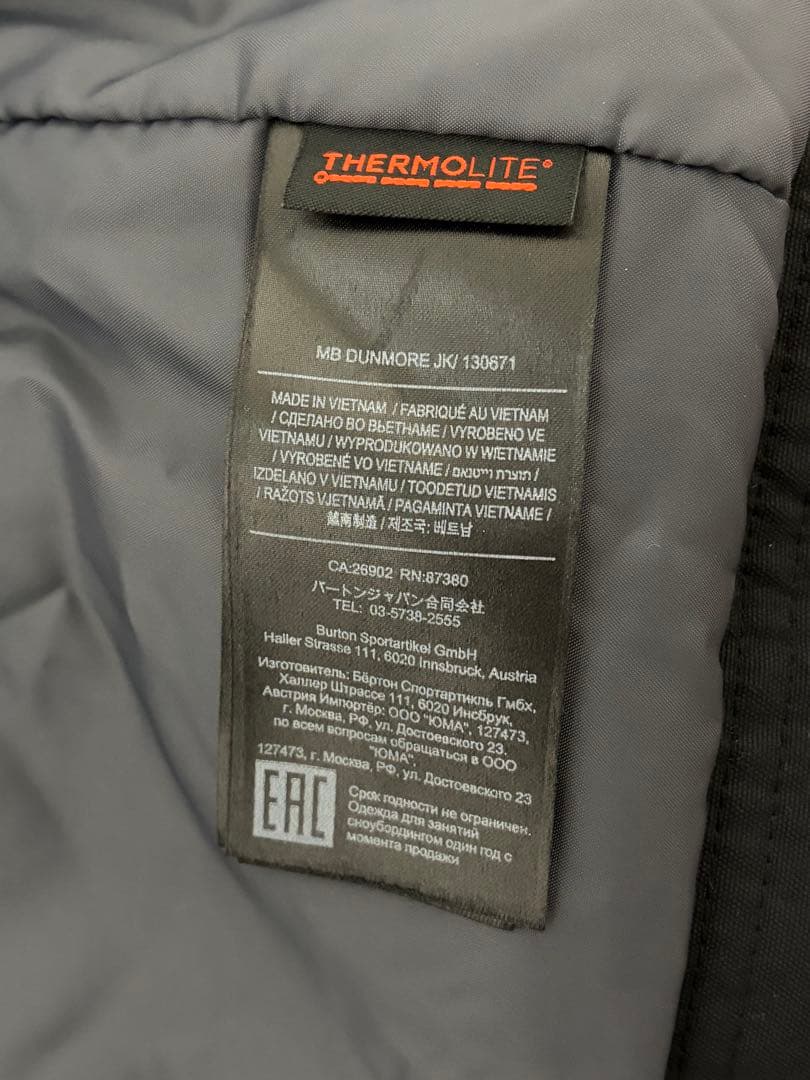 THERMOLITE®
MB DUNMORE JK/ 130671
MADE IN VIETNAM / FABRIQUÉ AU VIETNAM
/ СДЕЛАНО ВО ВЬЕТНАМЕ / VYROBENO VE
VIETNAMU / WYPRODUKOWANO W WIETNAMIE
/ VYROBENÉ VO VIETNAME / תוצרת וייטנאם /
IZDELANO V VIETNAMU / TOODETUD VIETNAMIS
/ RAŽOTS VJETNAMĀ / PAGAMINTA VIETNAME /
越南制造 / 제조국: 베트남
CA:26902 RN:87380
バートンジャパン合同会社
TEL: 03-5738-2555
Burton Sportartikel GmbH
Haller Strasse 111, 6020 Innsbruck, Austria
Изготовитель: Бёртон Спортартикль Гмбх,
Халлер Штрассе 111, 6020 Инсбрук,
Австрия Импортёр: ООО "ЮМА", 127473,
г. Москва, РФ, ул. Достоевского 23,
по всем вопросам обращаться в ООО
"ЮМА",
127473, г. Москва, РФ, ул. Достоевского 23
EAC
Срок годности не ограничен.
Одежда для занятий
сноубордингом один год с
момента продажи